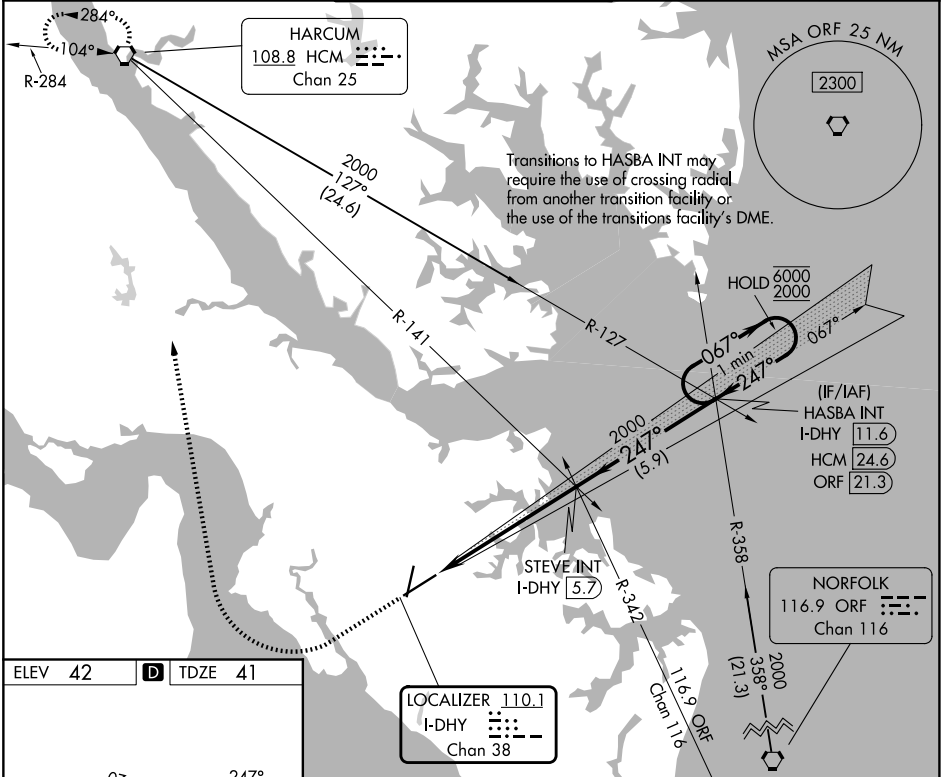 284°
104°
R-284
HARCUM
108.8 HCM
Chan 25
MSA ORF 25 NM
2300
2000
127°
(24.6)
Transitions to HASBA INT may
require the use of crossing radial
from another transition facility or
the use of the transitions facility's DME.
HOLD 6000
2000
R-141
R-127
067°
1 min
247°
067°
2000
247°
(5.9)
(IF/IAF)
HASBA INT
I-DHY 11.6
HCM 24.6
ORF 21.3
R-358
STEVE INT
I-DHY 5.7
R-342
NORFOLK
116.9 ORF
Chan 116
2000
358°
(21.3)
116.9 ORF
Chan 116
ELEV 42 D TDZE 41
LOCALIZER 110.1
I-DHY
Chan 38
247°